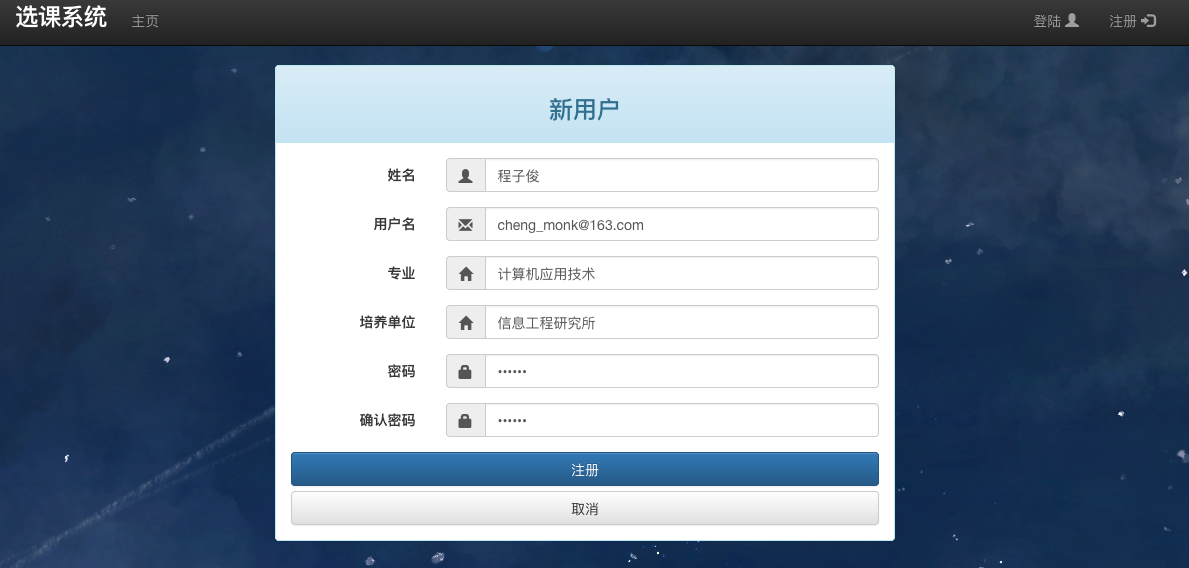 选课系统 主页 登陆 注册
新用户
姓名 程子俊
用户名 cheng_monk@163.com
专业 计算机应用技术
培养单位 信息工程研究所
密码 ••••••
确认密码 ••••••
注册
取消